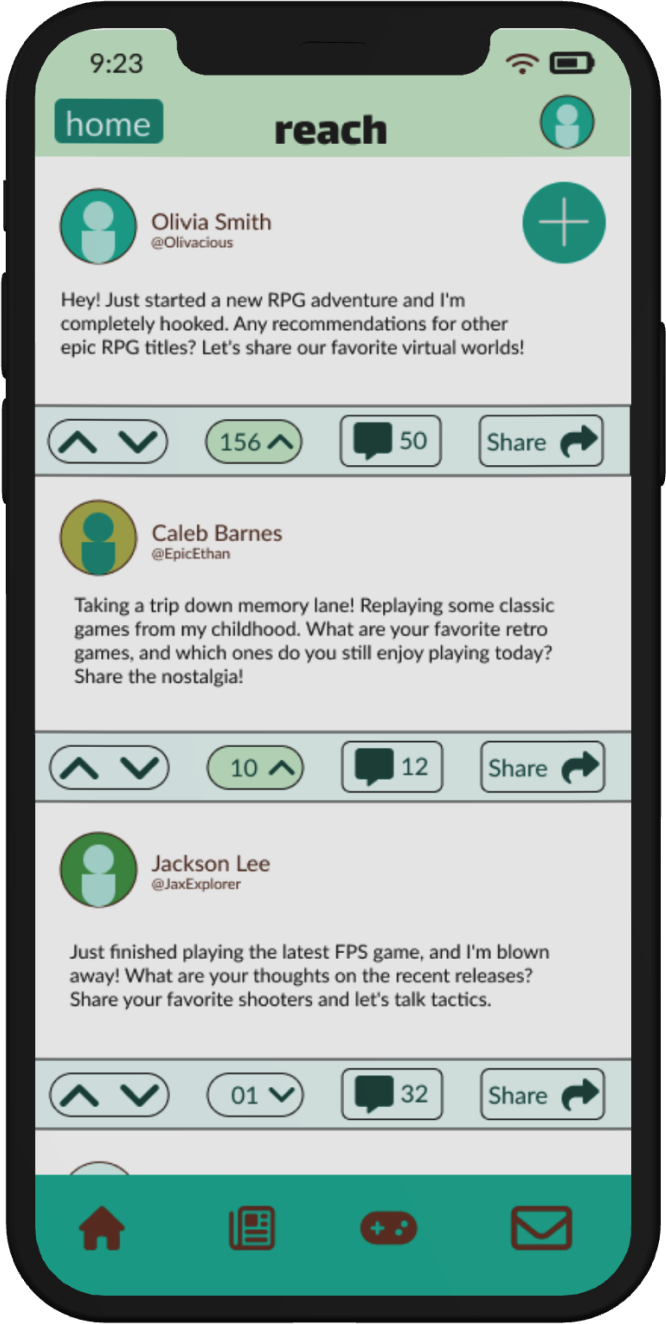 9:23
home
reach
Olivia Smith
@Olivacious
Hey! Just started a new RPG adventure and I'm
completely hooked. Any recommendations for other
epic RPG titles? Let's share our favorite virtual worlds!
156 50 Share
Caleb Barnes
@EpicEthan
Taking a trip down memory lane! Replaying some classic
games from my childhood. What are your favorite retro
games, and which ones do you still enjoy playing today?
Share the nostalgia!
10 12 Share
Jackson Lee
@JaxExplorer
Just finished playing the latest FPS game, and I'm blown
away! What are your thoughts on the recent releases?
Share your favorite shooters and let's talk tactics.
01 32 Share